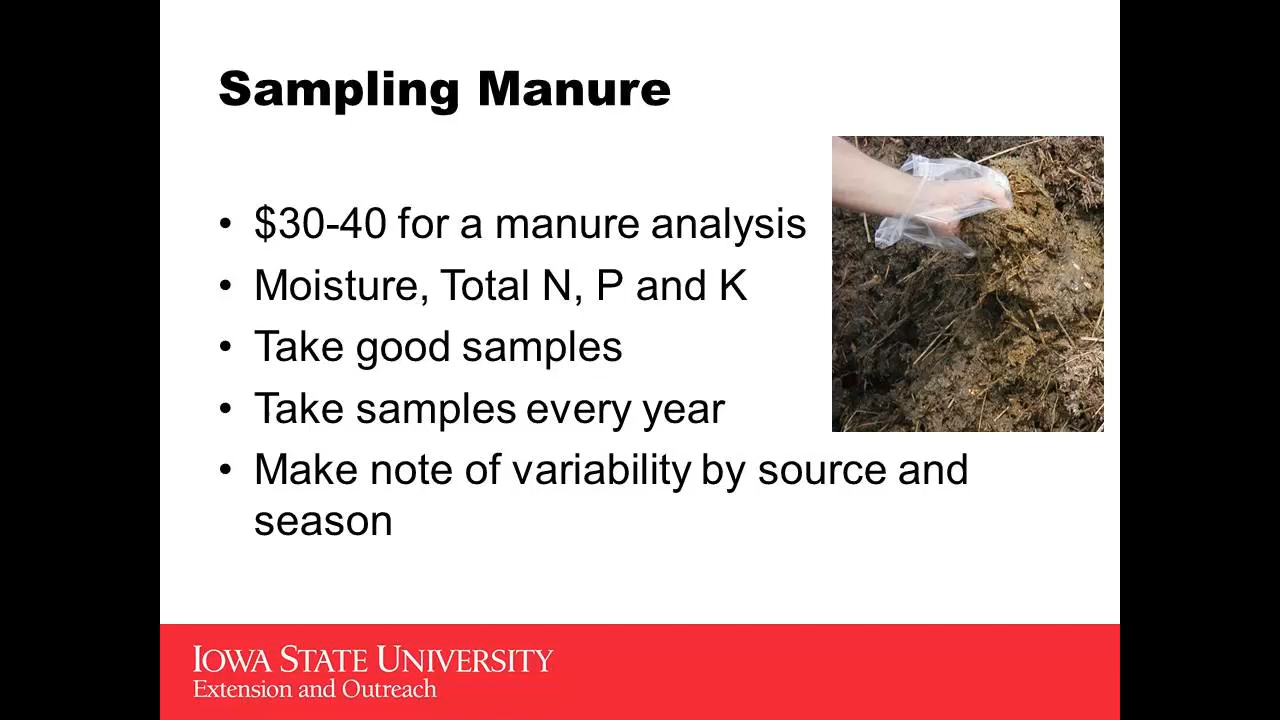 Sampling Manure
• $30-40 for a manure analysis
• Moisture, Total N, P and K
• Take good samples
• Take samples every year
• Make note of variability by source and
season
IOWA STATE UNIVERSITY
Extension and Outreach